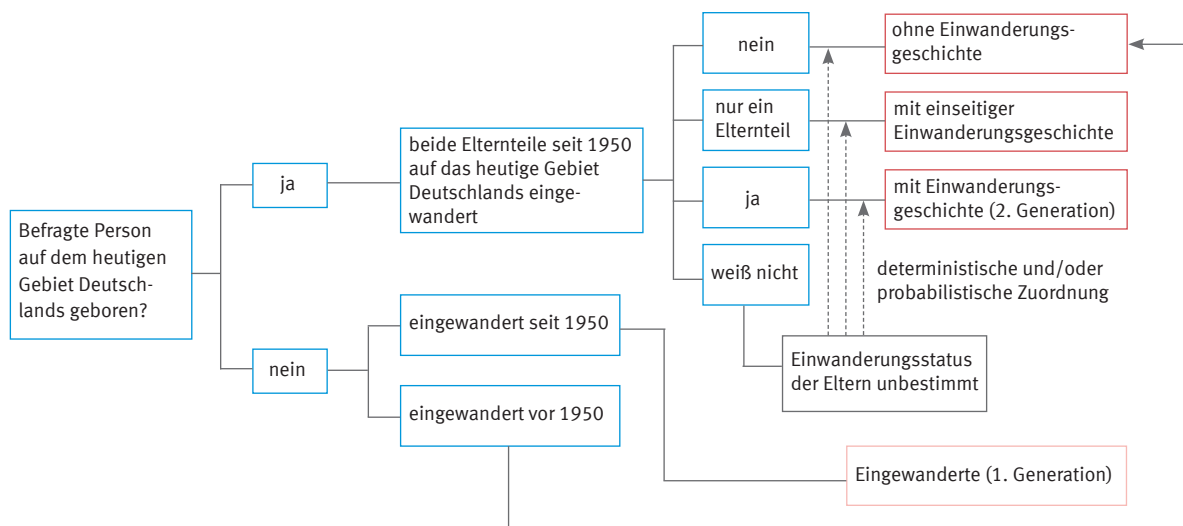 Befragte Person
auf dem heutigen
Gebiet Deutsch-
lands geboren?
ja
nein
beide Elternteile seit 1950
auf das heutige Gebiet
Deutschlands einge-
wandert
eingewandert seit 1950
eingewandert vor 1950
nein
nur ein
Elternteil
ja
weiß nicht
ohne Einwanderungs-
geschichte
mit einseitiger
Einwanderungsgeschichte
mit Einwanderungs-
geschichte (2. Generation)
deterministische und/oder
probabilistische Zuordnung
Einwanderungsstatus
der Eltern unbestimmt
Eingewanderte (1. Generation)